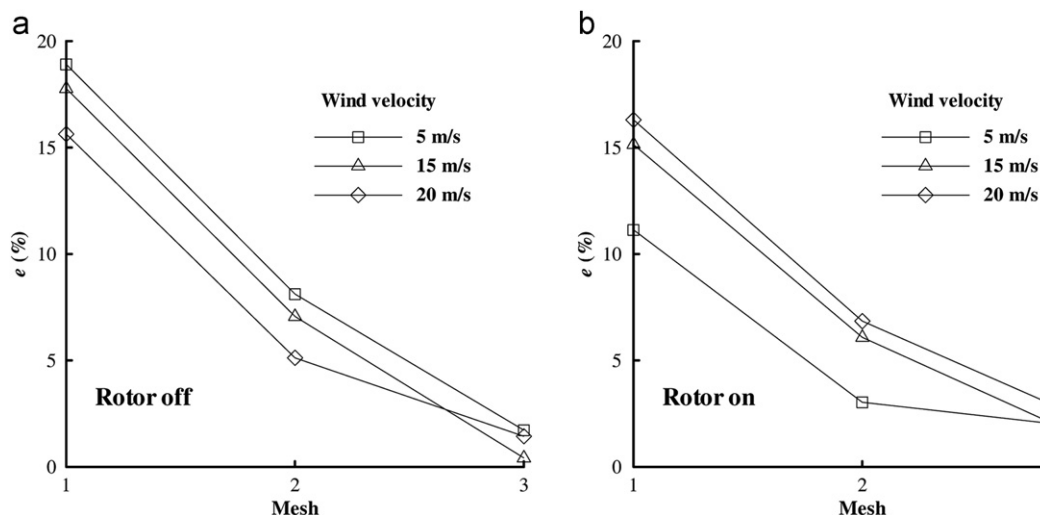 a
20
15
10
5
0
e (%)
Wind velocity
5 m/s
15 m/s
20 m/s
Rotor off
1 2 3
Mesh
b
20
15
10
5
0
e (%)
Wind velocity
5 m/s
15 m/s
20 m/s
Rotor on
1 2
Mesh